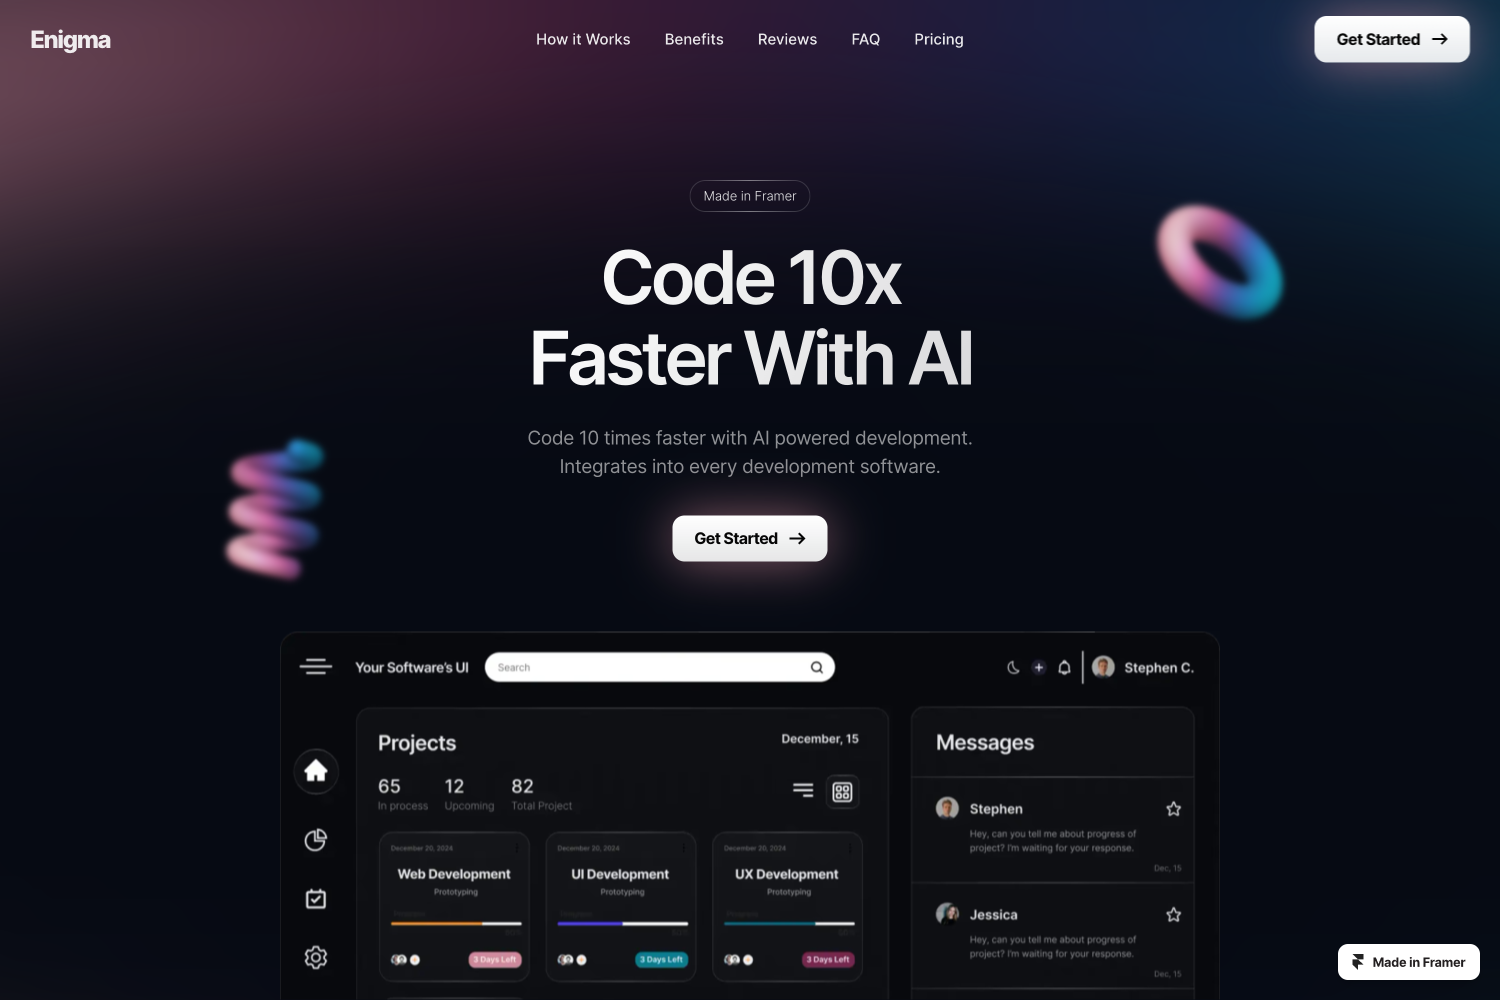 Enigma
How it Works
Benefits
Reviews
FAQ
Pricing
Get Started
Made in Framer
Code 10x
Faster With AI
Code 10 times faster with AI powered development.
Integrates into every development software.
Get Started
Your Software's UI
Search
Stephen C.
Projects
December, 15
65
12
82
In process
Upcoming
Total Project
December 20, 2024
Web Development
Prototyping
3 Days Left
December 20, 2024
UI Development
Prototyping
3 Days Left
December 20, 2024
UX Development
Prototyping
3 Days Left
Messages
Stephen
Hey, can you tell me about progress of
project? I'm waiting for your response.
Dec, 15
Jessica
Hey, can you tell me about progress of
project? I'm waiting for your response.
Dec, 15
Made in Framer